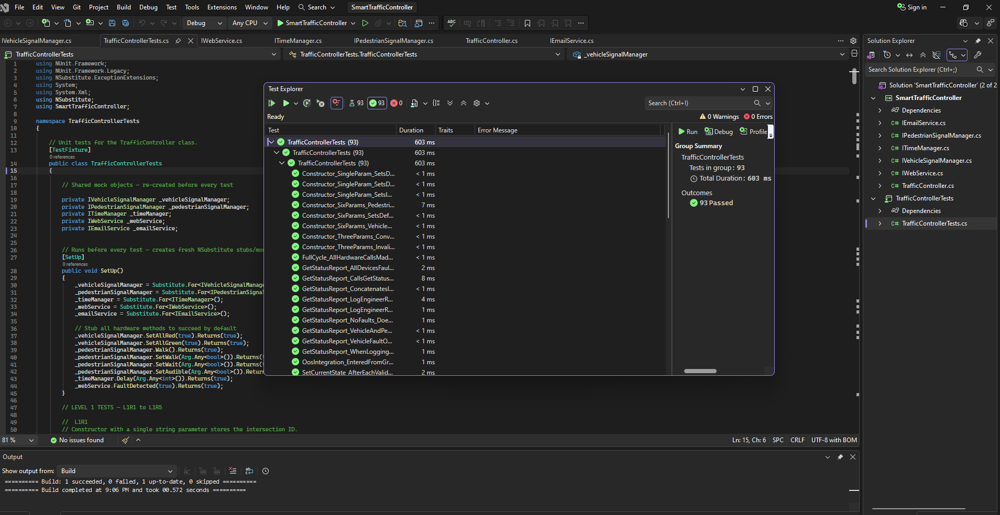 File Edit View Git Project Build Debug Test Tools Extensions Window Help Search SmartTrafficController Sign in
Debug Any CPU SmartTrafficController
IVehicleSignalManager.cs TrafficControllerTests.cs IWebService.cs ITimeManager.cs IPedestrianSignalManager.cs TrafficController.cs IEmailService.cs
TrafficControllerTests TrafficControllerTests.TrafficControllerTests _vehicleSignalManager
1 using NUnit.Framework;
2 using NUnit.Framework.Legacy;
3 using NSubstitute.ExceptionExtensions;
4 using System;
5 using System.Xml;
6 using NSubstitute;
7 using SmartTrafficController;
8
9 namespace TrafficControllerTests
10 {
11
12 // Unit tests for the TrafficController class.
13 [TestFixture]
0 references
14 public class TrafficControllerTests
15 {
16
17 // Shared mock objects — re-created before every test
18
19 private IVehicleSignalManager _vehicleSignalManager;
20 private IPedestrianSignalManager _pedestrianSignalManager;
21 private ITimeManager _timeManager;
22 private IWebService _webService;
23 private IEmailService _emailService;
24
25
26 // Runs before every test — creates fresh NSubstitute stubs/moc
27 [SetUp]
0 references
28 public void SetUp()
29 {
30 _vehicleSignalManager = Substitute.For<IVehicleSignalManage
31 _pedestrianSignalManager = Substitute.For<IPedestrianSignal
32 _timeManager = Substitute.For<ITimeManager>();
33 _webService = Substitute.For<IWebService>();
34 _emailService = Substitute.For<IEmailService>();
35
36 // Stub all hardware methods to succeed by default
37 _vehicleSignalManager.SetAllRed(true).Returns(true);
38 _vehicleSignalManager.SetAllGreen(true).Returns(true);
39 _pedestrianSignalManager.Walk().Returns(true);
40 _pedestrianSignalManager.SetWalk(Arg.Any<bool>()).Returns(t
41 _pedestrianSignalManager.SetWait(Arg.Any<bool>()).Returns(t
42 _pedestrianSignalManager.SetAudible(Arg.Any<bool>()).Return
43 _timeManager.Delay(Arg.Any<int>()).Returns(true);
44 _webService.FaultDetected(true).Returns(true);
45 }
46
47 // LEVEL 1 TESTS — L1R1 to L1R5
48
49 // L1R1
50 // Constructor with a single string parameter stores the intersection ID.
81 % No issues found Ln: 15, Ch: 6 SPC CRLF UTF-8 with BOM
Test Explorer
93 93 0 Search (Ctrl+I)
Ready 0 Warnings 0 Errors
Test Duration Traits Error Message
TrafficControllerTests (93) 603 ms
TrafficControllerTests (93) 603 ms
TrafficControllerTests (93) 603 ms
Constructor_SingleParam_SetsD... < 1 ms
Constructor_SingleParam_SetsD... < 1 ms
Constructor_SingleParam_SetsI... < 1 ms
Constructor_SixParams_Pedestri... 7 ms
Constructor_SixParams_SetsDef... < 1 ms
Constructor_SixParams_Vehicle... < 1 ms
Constructor_ThreeParams_Conv... < 1 ms
Constructor_ThreeParams_Invali... < 1 ms
FullCycle_AllHardwareCallsMad... < 1 ms
GetStatusReport_AllDevicesFaul... 2 ms
GetStatusReport_CallsGetStatus... 8 ms
GetStatusReport_Concatenatesl... < 1 ms
GetStatusReport_LogEngineerR... 4 ms
GetStatusReport_LogEngineerR... 1 ms
GetStatusReport_NoFaults_Doe... 1 ms
GetStatusReport_VehicleAndPe... < 1 ms
GetStatusReport_VehicleFaultO... < 1 ms
GetStatusReport_WhenLogging... 1 ms
OosIntegration_EnteredFromGr... 1 ms
SetCurrentState_AfterEachValid... 2 ms
Run Debug Profile
Group Summary
TrafficControllerTests
Tests in group: 93
Total Duration: 603 ms
Outcomes
93 Passed
Solution Explorer
Search Solution Explorer (Ctrl+;)
Solution 'SmartTrafficController' (2 of 2
SmartTrafficController
Dependencies
C# IEmailService.cs
C# IPedestrianSignalManager.cs
C# ITimeManager.cs
C# IVehicleSignalManager.cs
C# IWebService.cs
C# TrafficController.cs
TrafficControllerTests
Dependencies
C# TrafficControllerTests.cs
Output
Show output from: Build
========== Build: 1 succeeded, 0 failed, 1 up-to-date, 0 skipped ==========
========== Build completed at 9:06 PM and took 00.572 seconds ==========